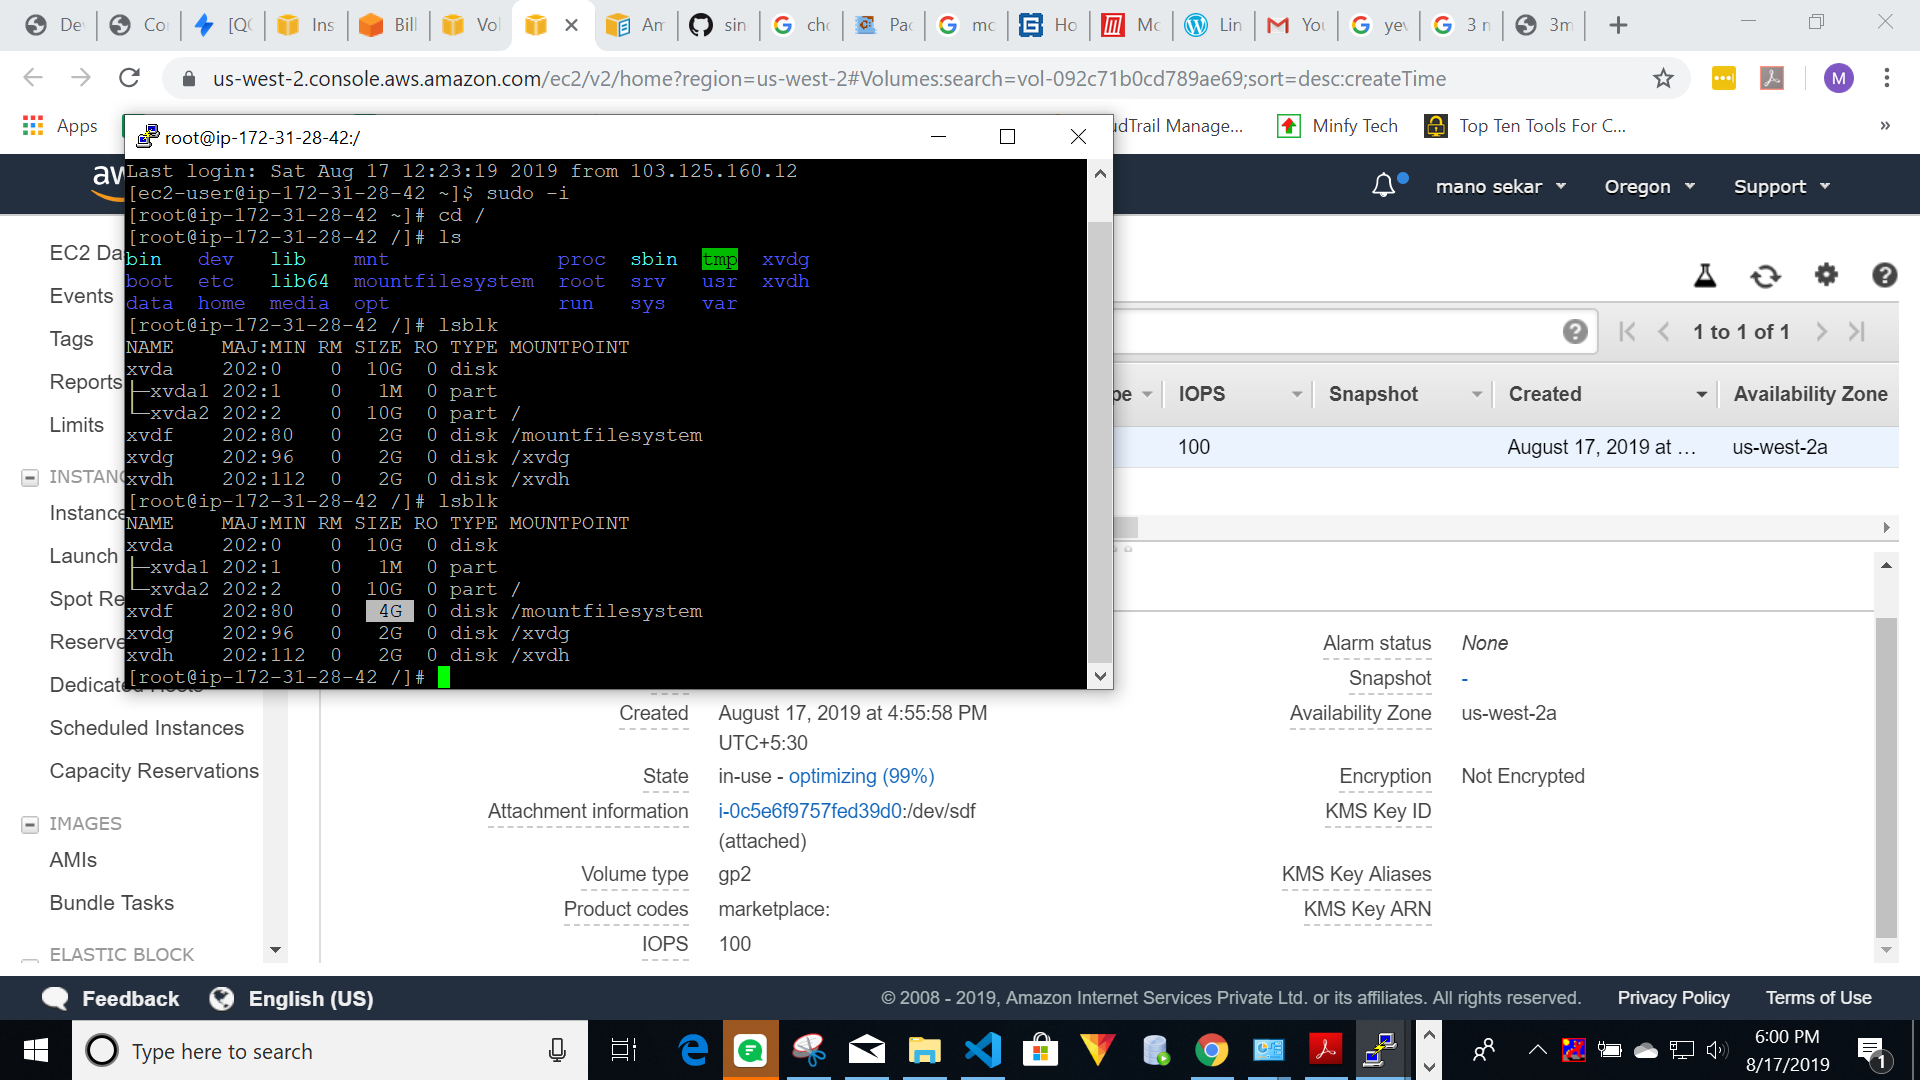 De
Co
[QC
Ins
Bill
Vol
Am
sin
cho
Pac
mc
Ho
Mc
Lin
You
yev
3 n
3m
us-west-2.console.aws.amazon.com/ec2/v2/home?region=us-west-2#Volumes:search=vol-092c71b0cd789ae69;sort=desc:createTime
M
Apps
udTrail Manage...
Minfy Tech
Top Ten Tools For C...
»
root@ip-172-31-28-42:/
aw
mano sekar
Oregon
Support
Last login: Sat Aug 17 12:23:19 2019 from 103.125.160.12
[ec2-user@ip-172-31-28-42 ~]$ sudo -i
[root@ip-172-31-28-42 ~]# cd /
[root@ip-172-31-28-42 /]# ls
bin dev lib mnt proc sbin tmp xvdg
boot etc lib64 mountfilesystem root srv usr xvdh
data home media opt run sys var
[root@ip-172-31-28-42 /]# lsblk
NAME MAJ:MIN RM SIZE RO TYPE MOUNTPOINT
xvda 202:0 0 10G 0 disk
├─xvda1 202:1 0 1M 0 part
└─xvda2 202:2 0 10G 0 part /
xvdf 202:80 0 2G 0 disk /mountfilesystem
xvdg 202:96 0 2G 0 disk /xvdg
xvdh 202:112 0 2G 0 disk /xvdh
[root@ip-172-31-28-42 /]# lsblk
NAME MAJ:MIN RM SIZE RO TYPE MOUNTPOINT
xvda 202:0 0 10G 0 disk
├─xvda1 202:1 0 1M 0 part
└─xvda2 202:2 0 10G 0 part /
xvdf 202:80 0 4G 0 disk /mountfilesystem
xvdg 202:96 0 2G 0 disk /xvdg
xvdh 202:112 0 2G 0 disk /xvdh
[root@ip-172-31-28-42 /]#
EC2 Da
Events
Tags
Reports
Limits
INSTANC
Instance
Launch
Spot Re
Reserve
Dedicated Hosts
Scheduled Instances
Capacity Reservations
IMAGES
AMIs
Bundle Tasks
ELASTIC BLOCK
1 to 1 of 1
pe
IOPS
Snapshot
Created
Availability Zone
100
August 17, 2019 at ...
us-west-2a
Alarm status None
Snapshot -
Created August 17, 2019 at 4:55:58 PM
UTC+5:30
Availability Zone us-west-2a
State in-use - optimizing (99%)
Encryption Not Encrypted
Attachment information i-0c5e6f9757fed39d0:/dev/sdf
(attached)
KMS Key ID
Volume type gp2
KMS Key Aliases
Product codes marketplace:
KMS Key ARN
IOPS 100
Feedback
English (US)
© 2008 - 2019, Amazon Internet Services Private Ltd. or its affiliates. All rights reserved.
Privacy Policy
Terms of Use
Type here to search
6:00 PM
8/17/2019
1